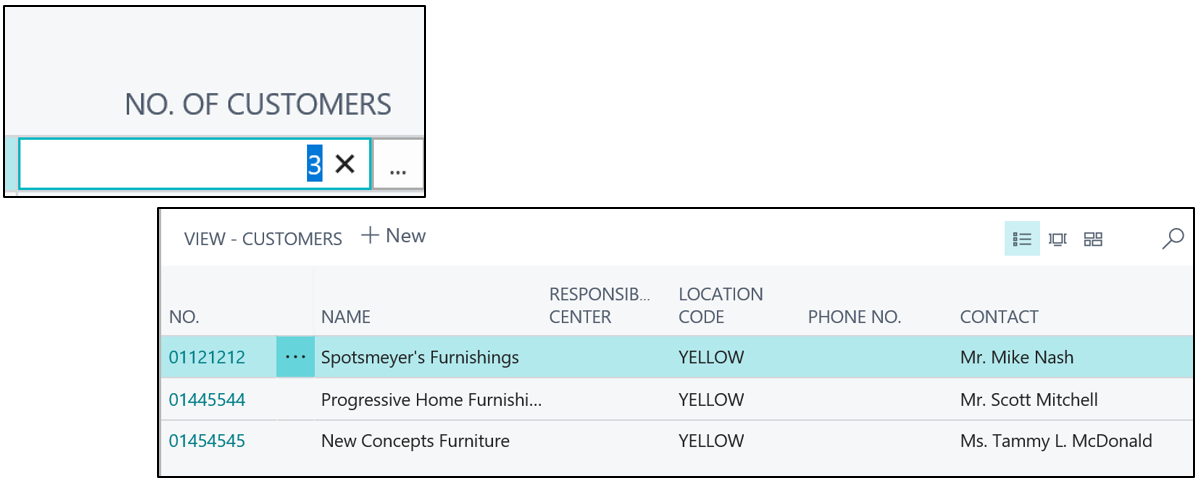 NO. OF CUSTOMERS
3 ✕ ...
VIEW - CUSTOMERS + New
RESPONSIB... LOCATION
NO. NAME CENTER CODE PHONE NO. CONTACT
01121212 ... Spotsmeyer's Furnishings YELLOW Mr. Mike Nash
01445544 Progressive Home Furnishi... YELLOW Mr. Scott Mitchell
01454545 New Concepts Furniture YELLOW Ms. Tammy L. McDonald